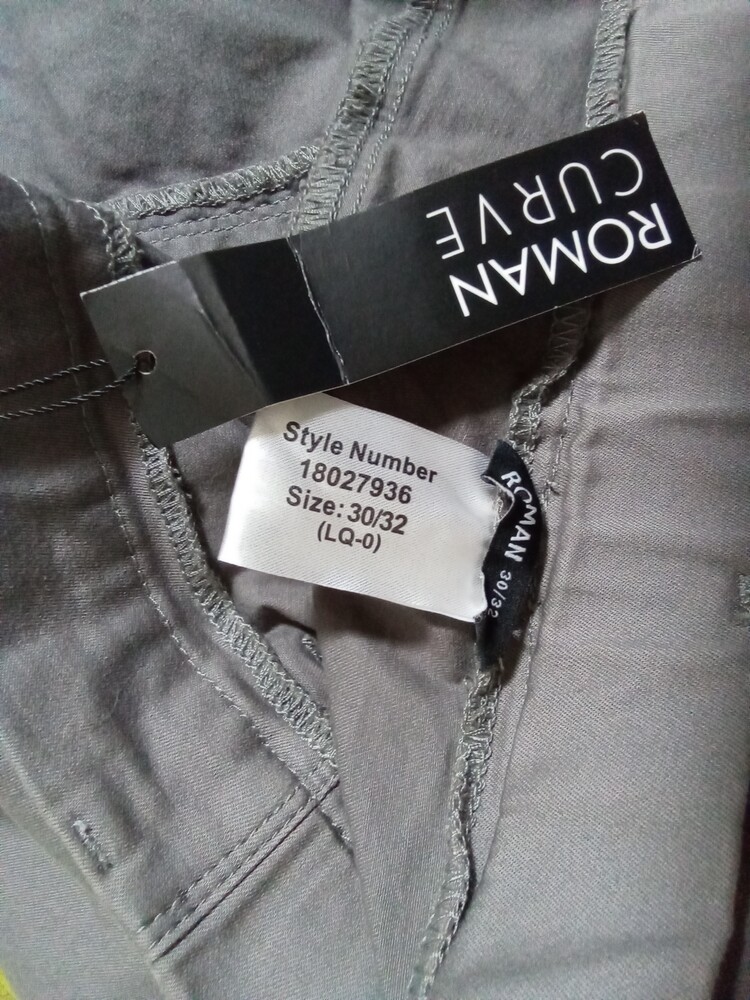 ROMAN
CURVE
Style Number
18027936
Size: 30/32
(LQ-0)
ROMAN 30/32